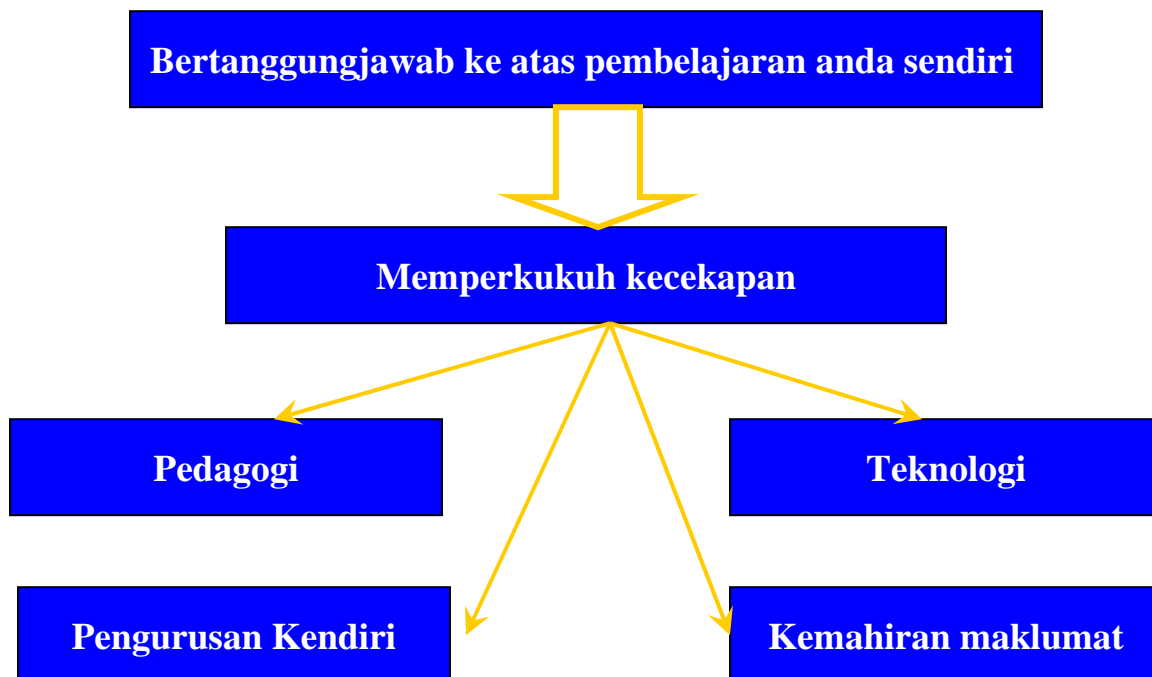 Bertanggungjawab ke atas pembelajaran anda sendiri
Memperkukuh kecekapan
Pedagogi
Teknologi
Pengurusan Kendiri
Kemahiran maklumat